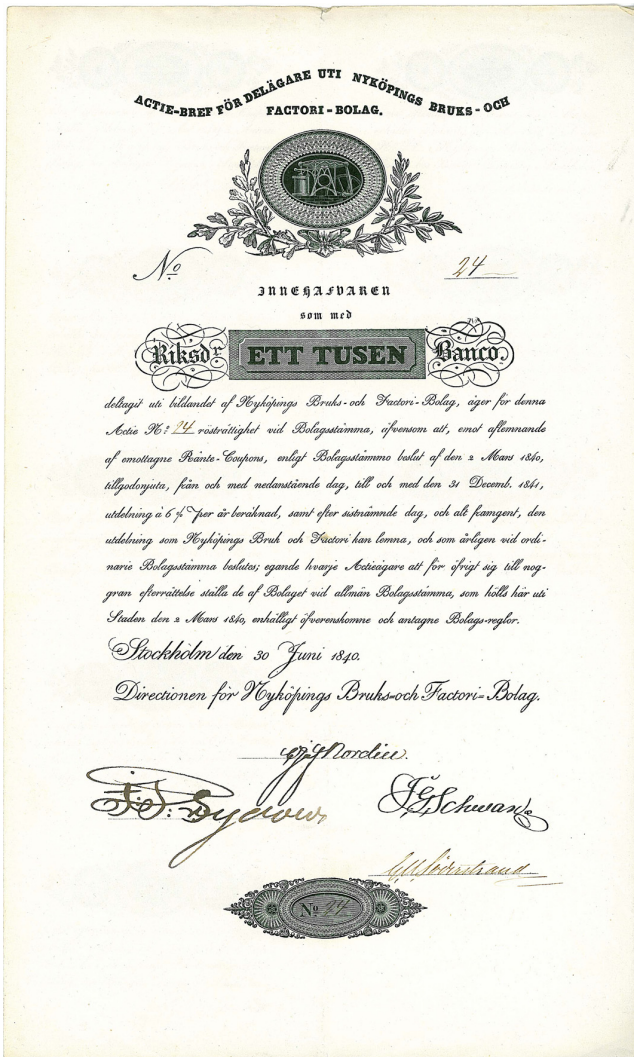 ACTIE-BREF FÖR DELÄGARE UTI NYKÖPINGS BRUKS-OCH
FACTORI-BOLAG.
No 24
INNEHAFVAREN
som med
Riksdr ETT TUSEN Banco.
deltagit uti bildandet af Nyköpings Bruks-och Factori-Bolag, äger för denna
Actie No: 24 rösträttighet vid Bolagsstämma, äfvensom att, emot aflemnande
af emottagne Ränte-Coupons, enligt Bolagsstämmo beslut af den 2 Mars 1840,
tillgodonjuta, från och med nedanstående dag, till och med den 31 Decemb. 1841,
utdelning à 6 % per år beräknad, samt efter sistnämnde dag, och alt framgent, den
utdelning som Nyköpings Bruk och Factori kan lemna, och som årligen vid ordi-
narie Bolagsstämma beslutes; egande hvarje Actieägare att för öfrigt sig till nog-
gran efterrättelse ställa de af Bolaget vid allmän Bolagsstämma, som hölls här uti
Staden den 2 Mars 1840, enhälligt öfverenskomne och antagne Bolags-reglor.
Stockholm den 30 Juni 1840.
Directionen för Nyköpings Bruks-och Factori-Bolag.
Nordin.
Sydow
Schwan
Söderstrand
No 24